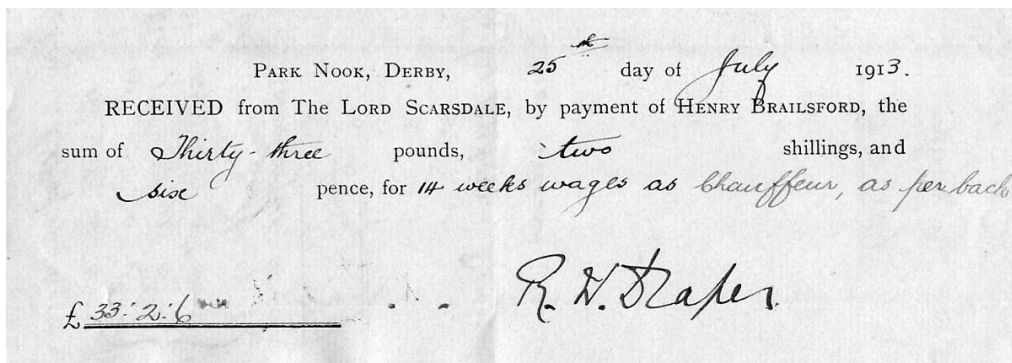 Park Nook, Derby, 25th day of July 1913.
RECEIVED from The Lord Scarsdale, by payment of Henry Brailsford, the
sum of Thirty-three pounds, two shillings, and
six pence, for 14 weeks wages as Chauffeur, as per back
R. W. Draper.
£ 33: 2: 6